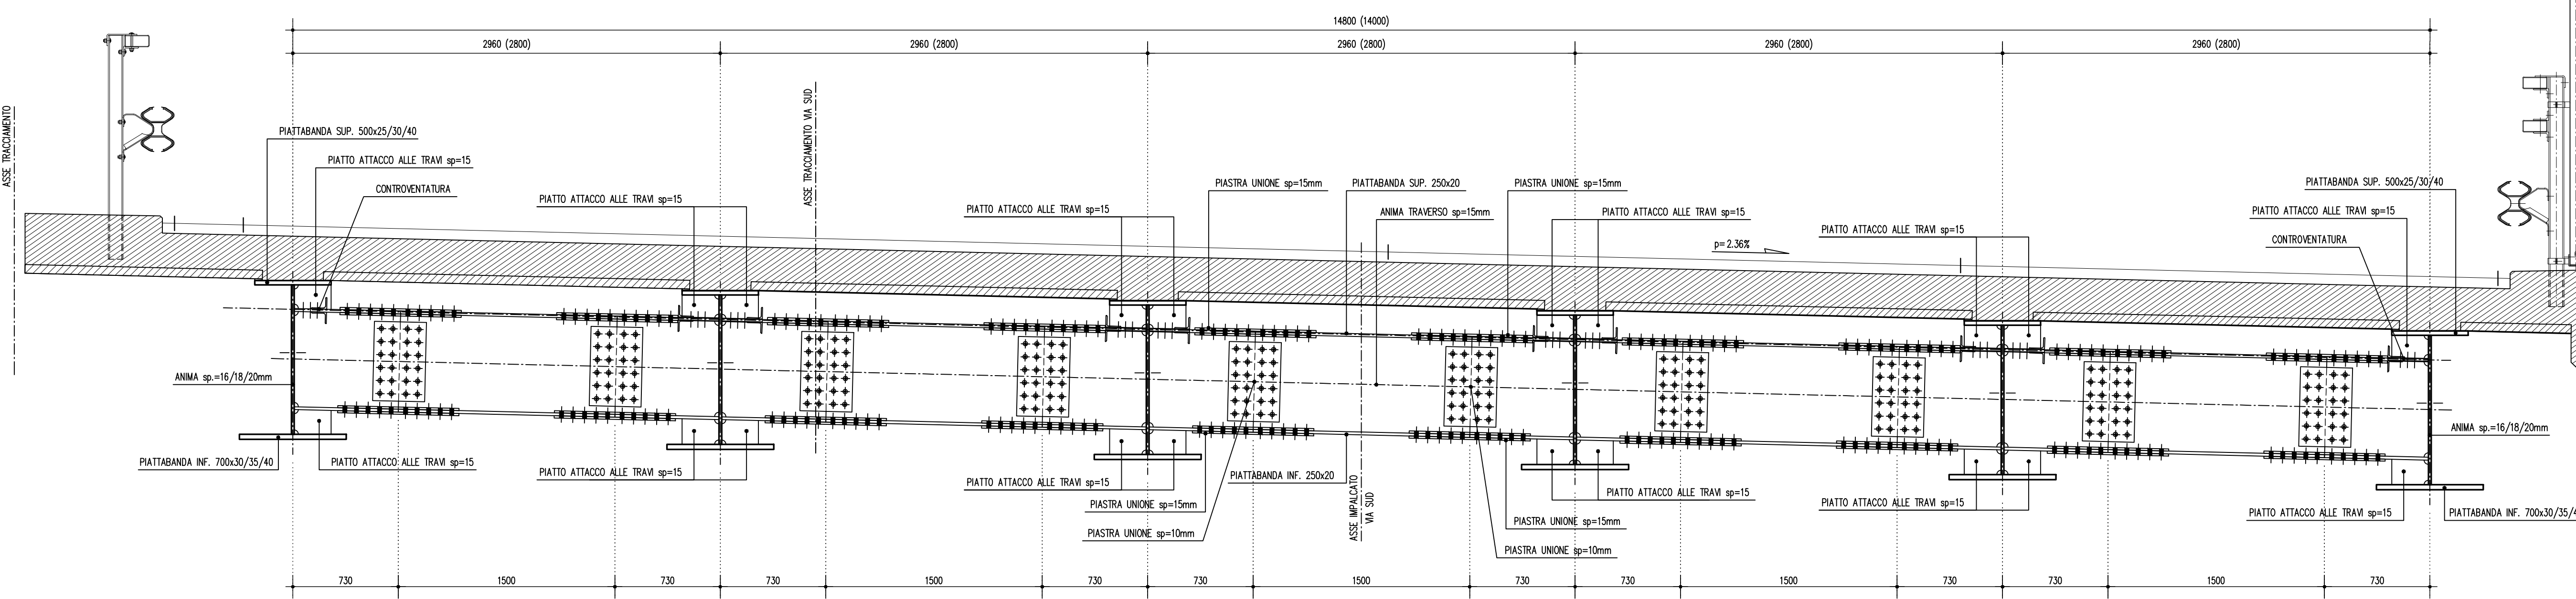 14800 (14000)
2960 (2800)
2960 (2800)
2960 (2800)
2960 (2800)
2960 (2800)
ASSE TRACCIAMENTO
ASSE TRACCIAMENTO VIA SUD
PIATTABANDA SUP. 500x25/30/40
PIATTO ATTACCO ALLE TRAVI sp=15
CONTROVENTATURA
PIATTO ATTACCO ALLE TRAVI sp=15
PIATTO ATTACCO ALLE TRAVI sp=15
PIASTRA UNIONE sp=15mm
PIATTABANDA SUP. 250x20
ANIMA TRAVERSO sp=15mm
PIASTRA UNIONE sp=15mm
PIATTO ATTACCO ALLE TRAVI sp=15
p=2.36%
PIATTO ATTACCO ALLE TRAVI sp=15
PIATTABANDA SUP. 500x25/30/40
PIATTO ATTACCO ALLE TRAVI sp=15
CONTROVENTATURA
ANIMA sp.=16/18/20mm
ANIMA sp.=16/18/20mm
PIATTABANDA INF. 700x30/35/40
PIATTO ATTACCO ALLE TRAVI sp=15
PIATTO ATTACCO ALLE TRAVI sp=15
PIATTO ATTACCO ALLE TRAVI sp=15
PIASTRA UNIONE sp=15mm
PIASTRA UNIONE sp=10mm
PIATTABANDA INF. 250x20
ASSE IMPALCATO
VIA SUD
PIATTO ATTACCO ALLE TRAVI sp=15
PIASTRA UNIONE sp=15mm
PIASTRA UNIONE sp=10mm
PIATTO ATTACCO ALLE TRAVI sp=15
PIATTO ATTACCO ALLE TRAVI sp=15
PIATTABANDA INF. 700x30/35/4
730
1500
730
730
1500
730
730
1500
730
730
1500
730
730
1500
730